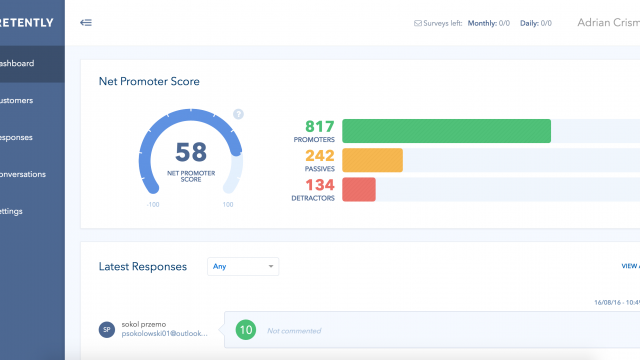 RETENTLY
Surveys left: Monthly: 0/0 Daily: 0/0
Adrian Crism
ashboard
ustomers
esponses
onversations
ettings
Net Promoter Score
?
58
NET PROMOTER
SCORE
-100
100
817
PROMOTERS
242
PASSIVES
134
DETRACTORS
Latest Responses
Any
VIEW A
16/08/16 - 10:49
SP
sokol przemo
psokolowski01@outlook...
10
Not commented